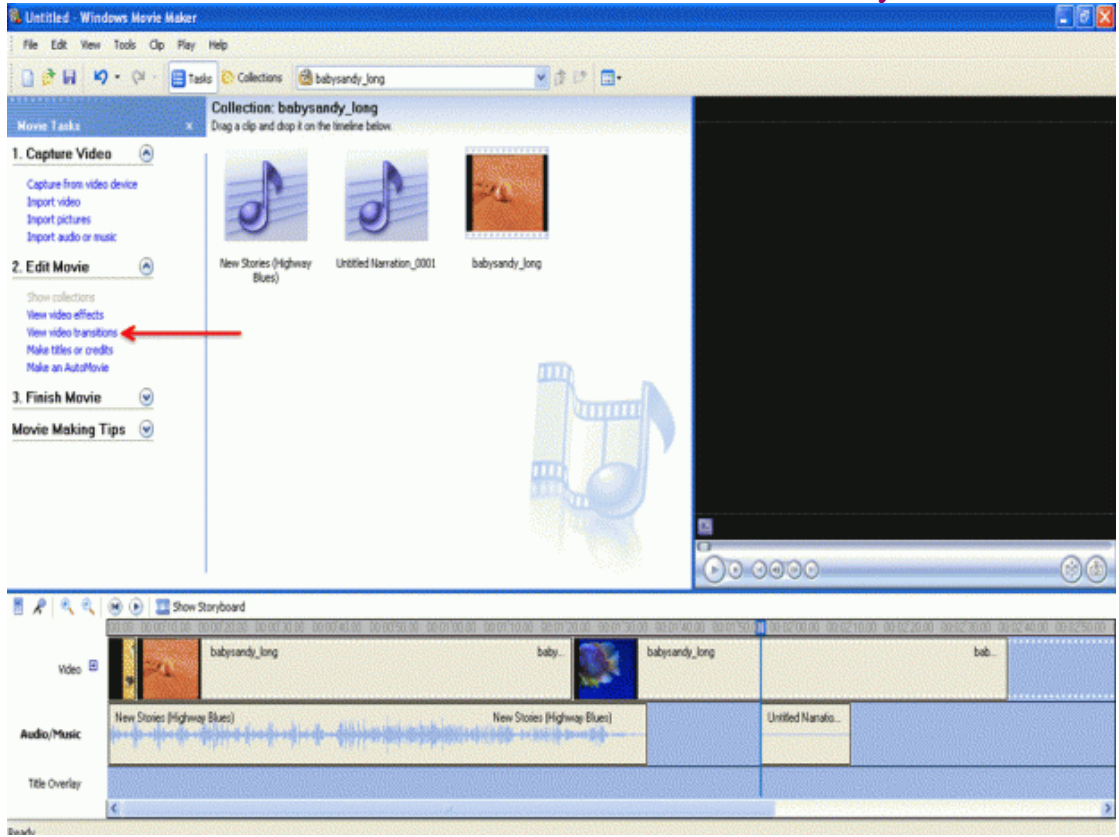 Untitled - Windows Movie Maker
File Edit View Tools Clip Play Help
Tasks Collections babysandy_long
Movie Tasks
Collection: babysandy_long
Drag a clip and drop it on the timeline below.
1. Capture Video
Capture from video device
Import video
Import pictures
Import audio or music
New Stories (Highway Blues)
Untitled Narration_0001
babysandy_long
2. Edit Movie
Show collections
View video effects
View video transitions
Make titles or credits
Make an AutoMovie
3. Finish Movie
Movie Making Tips
Show Storyboard
Video
babysandy_long
baby...
babysandy_long
bab...
Audio/Music
New Stories (Highway Blues)
New Stories (Highway Blues)
Untitled Narratio...
Title Overlay
Ready